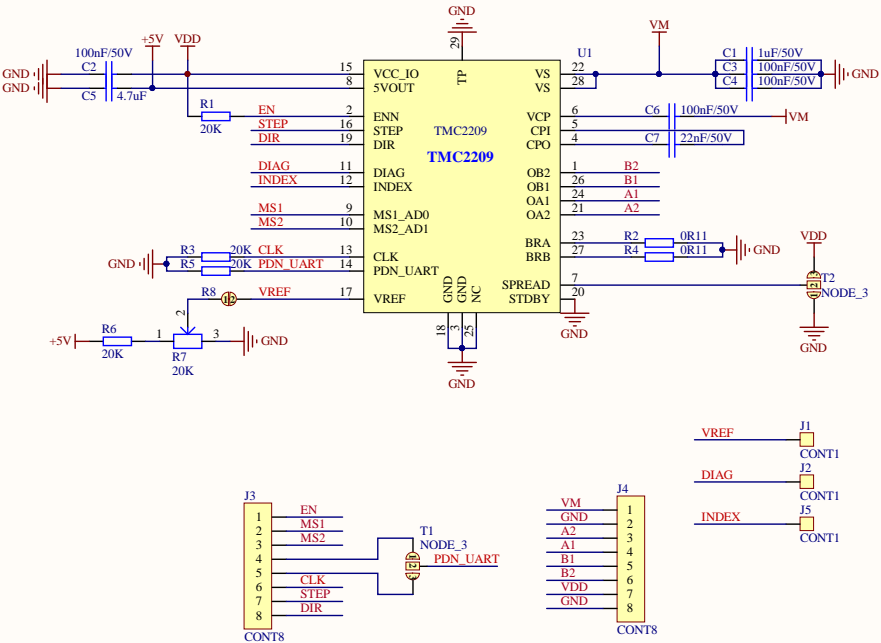 GND
29
TP
VM
100nF/50V
+5V
VDD
C2
GND
GND
C5
4.7uF
15
8
VCC_IO
5VOUT
U1
VS
22
VS
28
C1
1uF/50V
C3
100nF/50V
C4
100nF/50V
GND
R1
20K
EN
2
ENN
STEP
16
STEP
DIR
19
DIR
TMC2209
TMC2209
VCP
6
C6
100nF/50V
VM
CPI
5
CPO
4
C7
22nF/50V
DIAG
11
DIAG
INDEX
12
INDEX
OB2
1
B2
OB1
26
B1
OA1
24
A1
OA2
21
A2
MS1
9
MS1_AD0
MS2
10
MS2_AD1
R3
20K
CLK
13
CLK
GND
R5
20K
PDN_UART
14
PDN_UART
BRA
23
R2
0R11
BRB
27
R4
0R11
GND
VDD
R8
1
2
VREF
17
VREF
GND
GND
NC
SPREAD
7
STDBY
20
3
2
1
T2
NODE_3
GND
GND
+5V
R6
20K
1
2
3
R7
20K
GND
18
3
25
GND
VREF
J1
CONT1
DIAG
J2
CONT1
INDEX
J5
CONT1
J3
1
EN
2
MS1
3
MS2
4
5
6
CLK
7
STEP
8
DIR
CONT8
T1
NODE_3
1
2
3
PDN_UART
J4
VM
1
GND
2
A2
3
A1
4
B1
5
B2
6
VDD
7
GND
8
CONT8